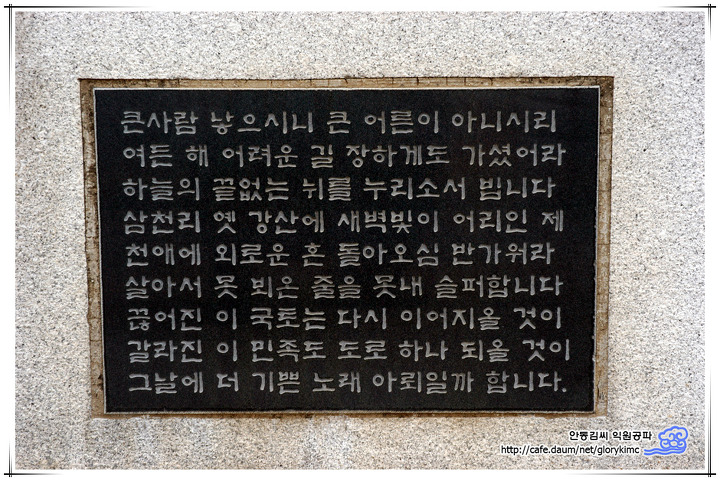 큰사람 낳으시니 큰 어른이 아니시리
여든 해 어려운 길 장하게도 가셨어라
하늘의 끝없는 뉘를 누리소서 빕니다
삼천리 옛 강산에 새벽빛이 어리인 제
천애에 외로운 혼 돌아오심 반가워라
살아서 못 뵈온 줄을 못내 슬퍼합니다
끊어진 이 국토는 다시 이어지올 것이
갈라진 이 민족도 도로 하나 되올 것이
그날에 더 기쁜 노래 아뢰일까 합니다.
안동김씨 익원공파
http://cafe.daum/net/glorykimc